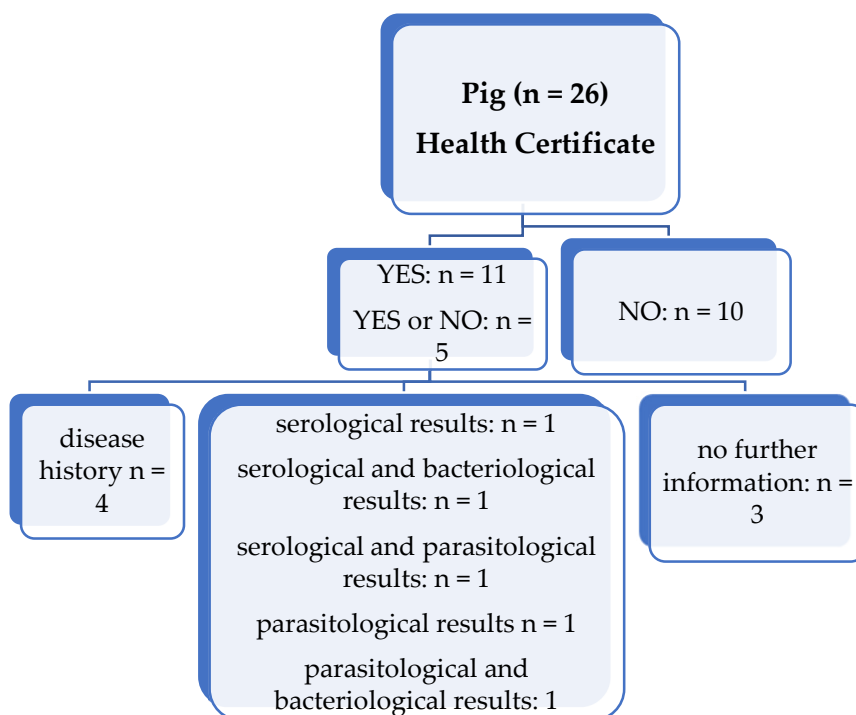 Pig (n = 26)
Health Certificate
YES: n = 11
YES or NO: n =
5
NO: n = 10
disease
history n =
4
serological results: n = 1
serological and bacteriological
results: n = 1
serological and parasitological
results: n = 1
parasitological results n = 1
parasitological and
bacteriological results: 1
no further
information: n =
3